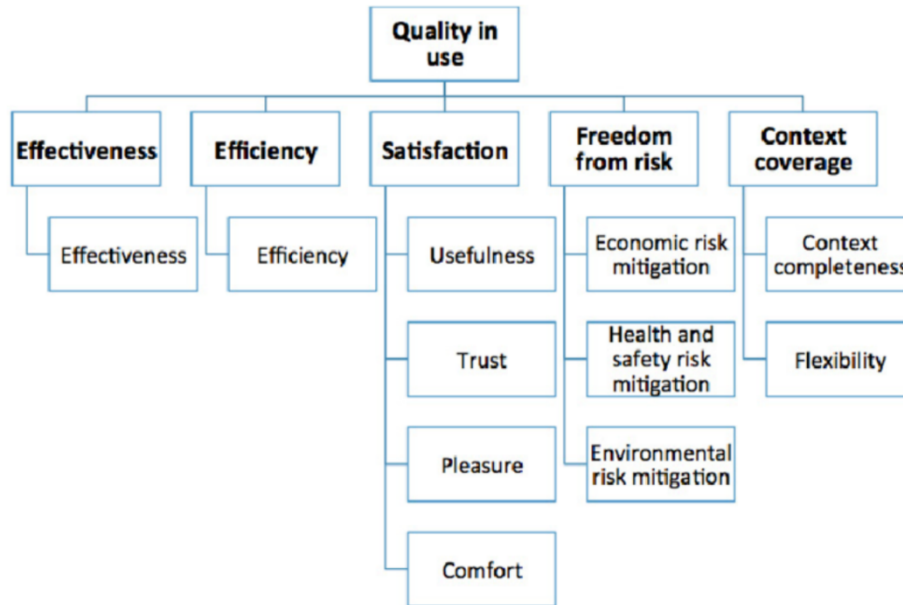 Quality in
use
Effectiveness
Efficiency
Satisfaction
Freedom
from risk
Context
coverage
Effectiveness
Efficiency
Usefulness
Economic risk
mitigation
Context
completeness
Trust
Health and
safety risk
mitigation
Flexibility
Pleasure
Environmental
risk mitigation
Comfort